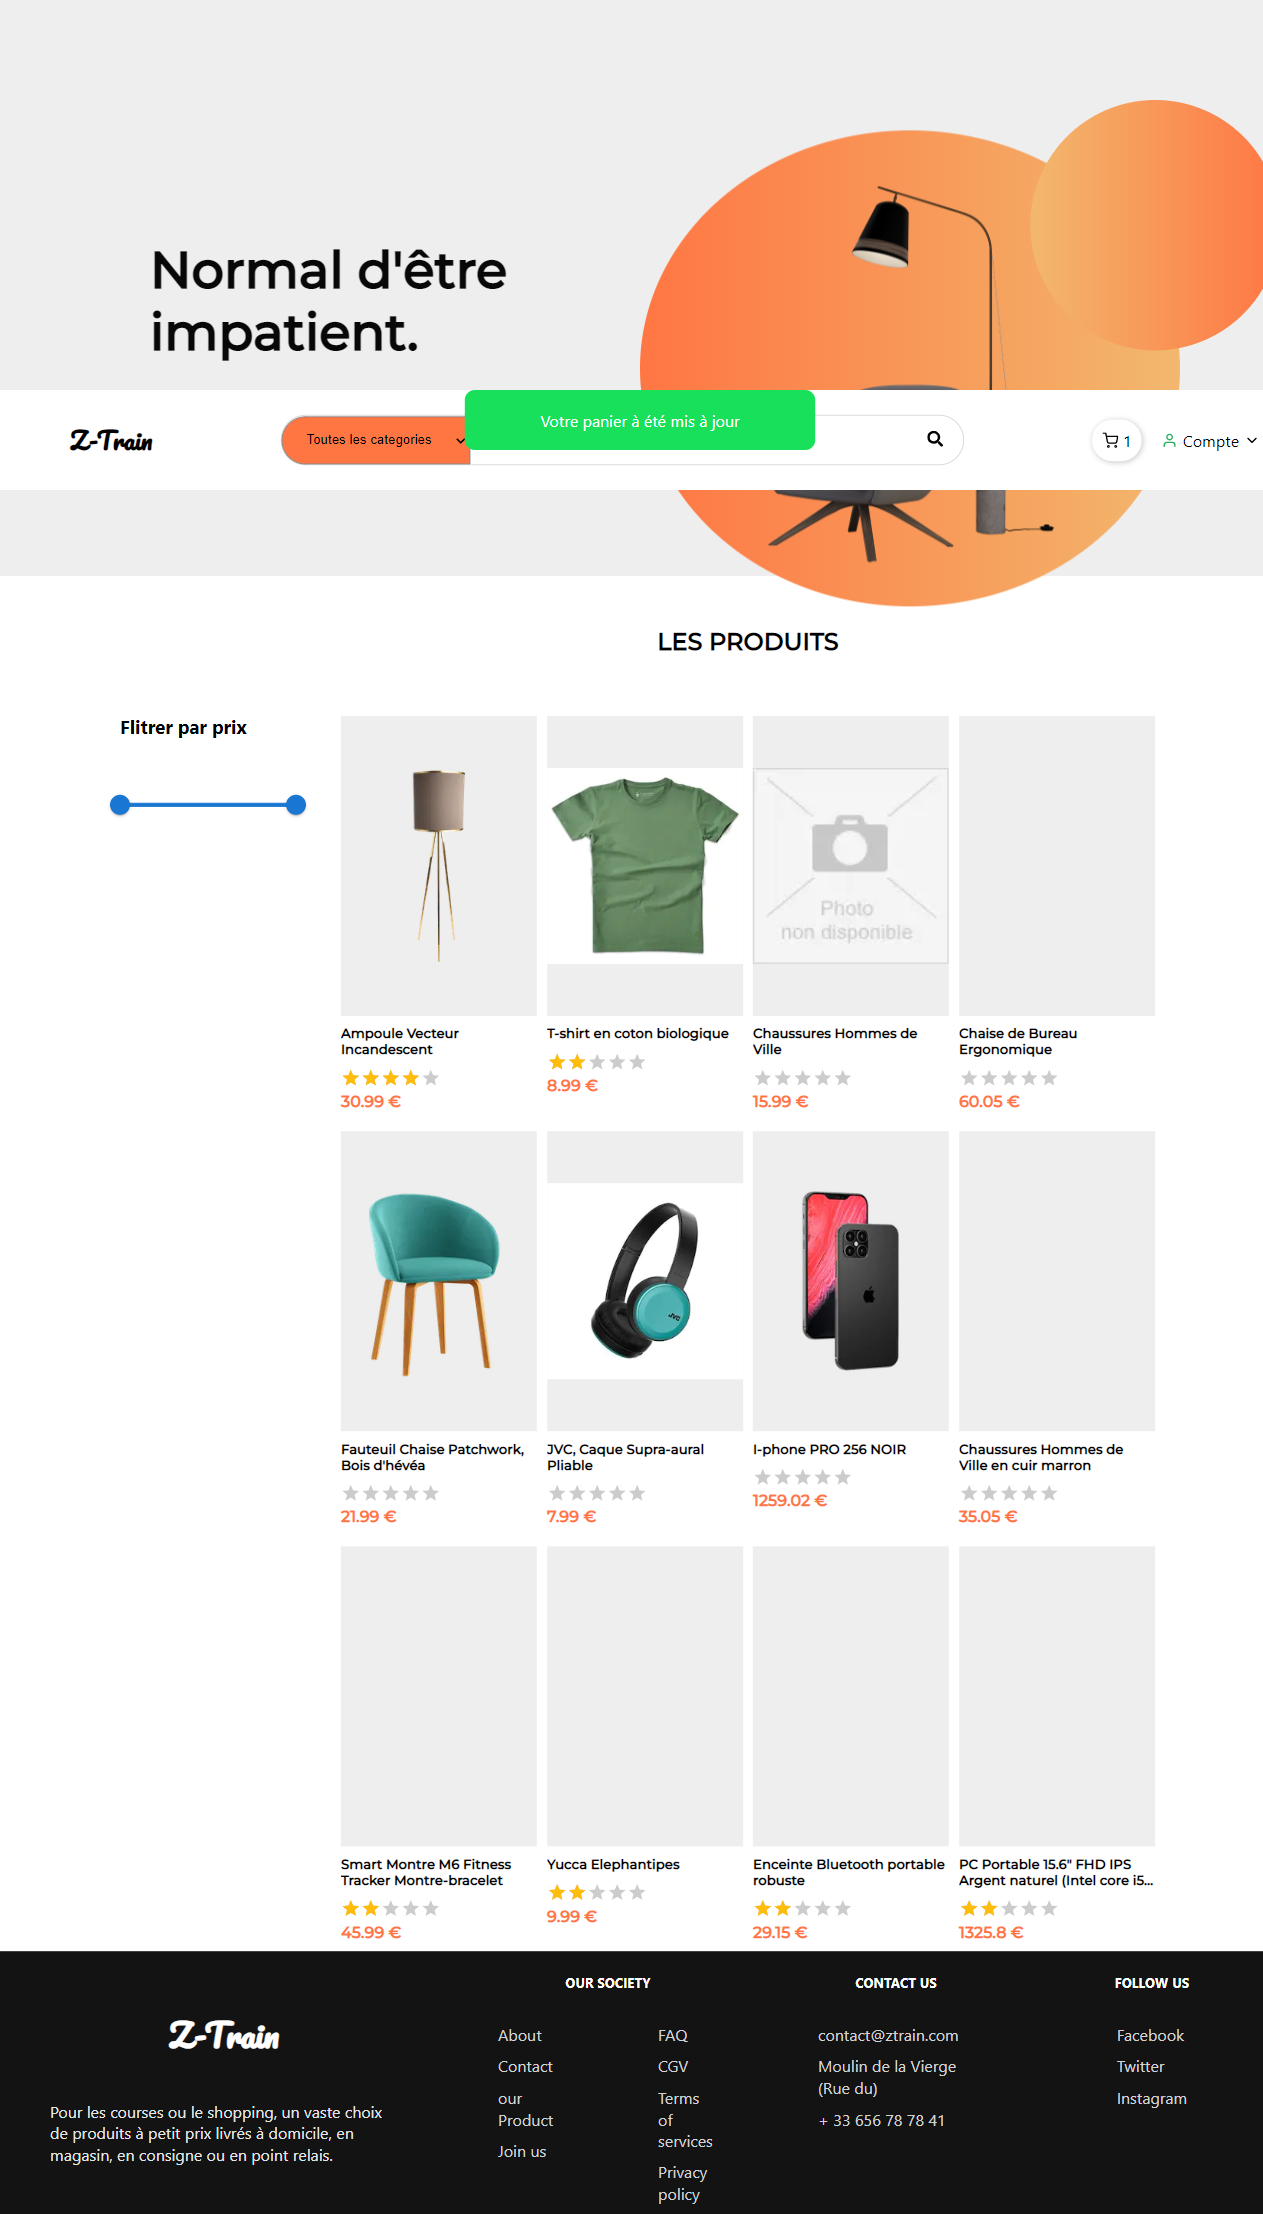 Normal d'être
impatient.
Votre panier à été mis à jour
Z-Train
Toutes les categories
1
Compte
LES PRODUITS
Flitrer par prix
Photo
non disponible
Ampoule Vecteur
Incandescent
30.99 €
T-shirt en coton biologique
8.99 €
Chaussures Hommes de
Ville
15.99 €
Chaise de Bureau
Ergonomique
60.05 €
JVC
Fauteuil Chaise Patchwork,
Bois d'hévéa
21.99 €
JVC, Caque Supra-aural
Pliable
7.99 €
I-phone PRO 256 NOIR
1259.02 €
Chaussures Hommes de
Ville en cuir marron
35.05 €
Smart Montre M6 Fitness
Tracker Montre-bracelet
45.99 €
Yucca Elephantipes
9.99 €
Enceinte Bluetooth portable
robuste
29.15 €
PC Portable 15.6" FHD IPS
Argent naturel (Intel core i5...
1325.8 €
Z-Train
Pour les courses ou le shopping, un vaste choix
de produits à petit prix livrés à domicile, en
magasin, en consigne ou en point relais.
OUR SOCIETY
About
Contact
our
Product
Join us
FAQ
CGV
Terms
of
services
Privacy
policy
CONTACT US
contact@ztrain.com
Moulin de la Vierge
(Rue du)
+ 33 656 78 78 41
FOLLOW US
Facebook
Twitter
Instagram